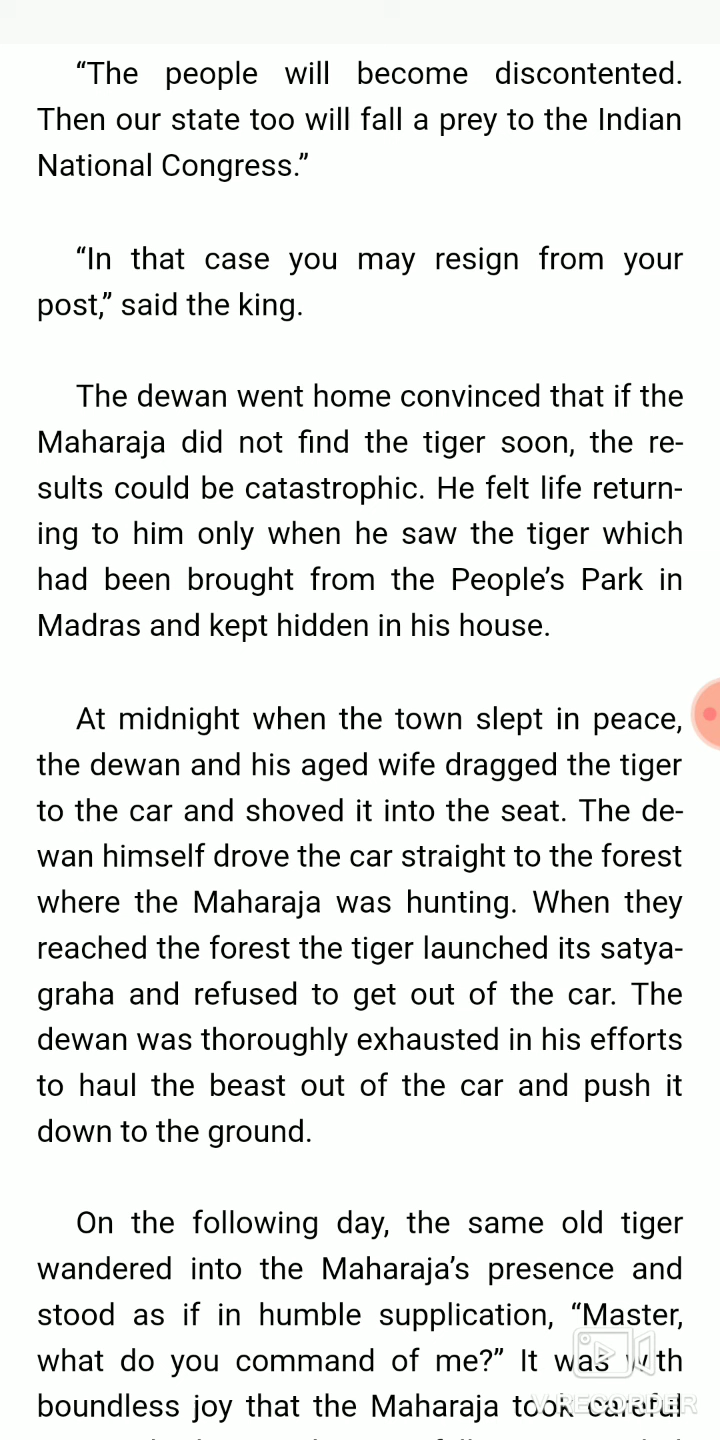 “The people will become discontented.
Then our state too will fall a prey to the Indian
National Congress.”
“In that case you may resign from your
post,” said the king.
The dewan went home convinced that if the
Maharaja did not find the tiger soon, the re-
sults could be catastrophic. He felt life return-
ing to him only when he saw the tiger which
had been brought from the People’s Park in
Madras and kept hidden in his house.
At midnight when the town slept in peace,
the dewan and his aged wife dragged the tiger
to the car and shoved it into the seat. The de-
wan himself drove the car straight to the forest
where the Maharaja was hunting. When they
reached the forest the tiger launched its satya-
graha and refused to get out of the car. The
dewan was thoroughly exhausted in his efforts
to haul the beast out of the car and push it
down to the ground.
On the following day, the same old tiger
wandered into the Maharaja’s presence and
stood as if in humble supplication, “Master,
what do you command of me?” It was with
boundless joy that the Maharaja took careful
V RECORDER